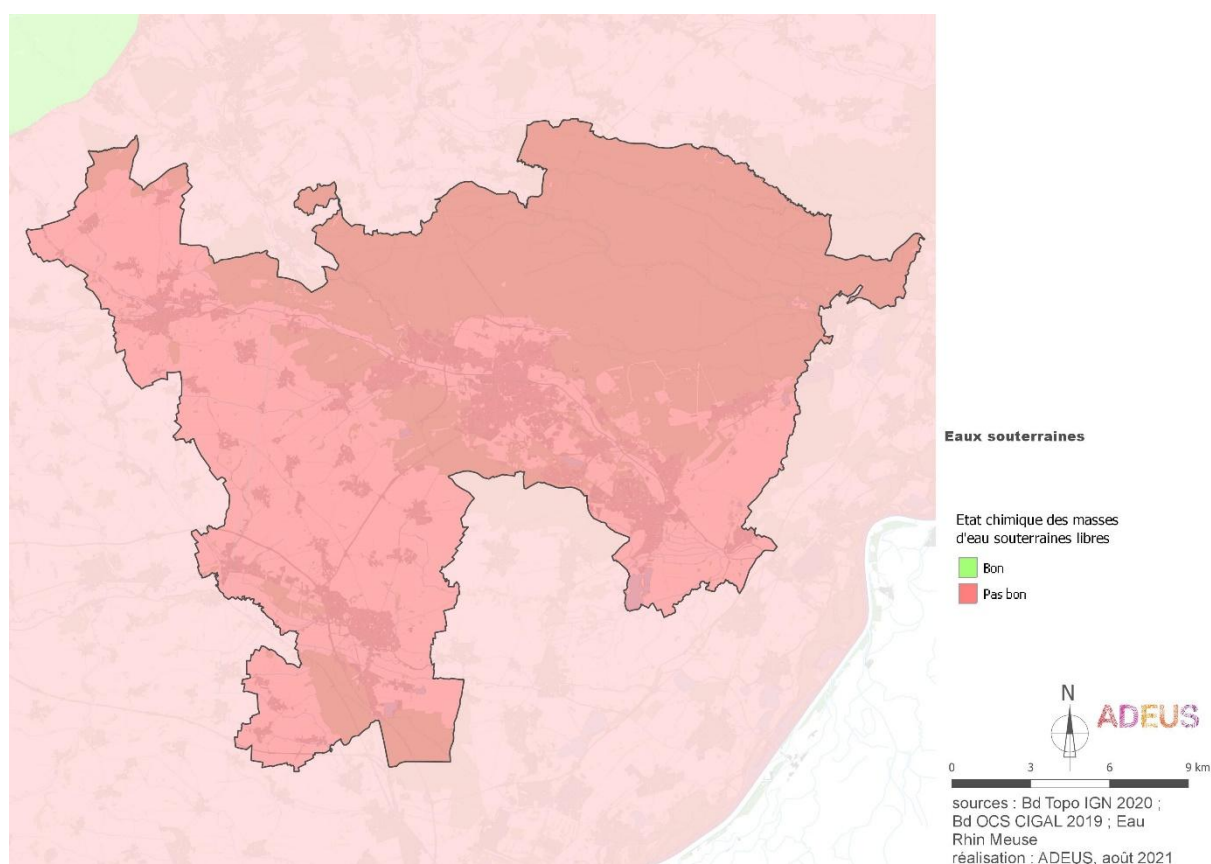 Eaux souterraines
Etat chimique des masses
d'eau souterraines libres
Bon
Pas bon
N
ADEUS
0 3 6 9 km
sources : Bd Topo IGN 2020 ;
Bd OCS CIGAL 2019 ; Eau
Rhin Meuse
réalisation : ADEUS, août 2021